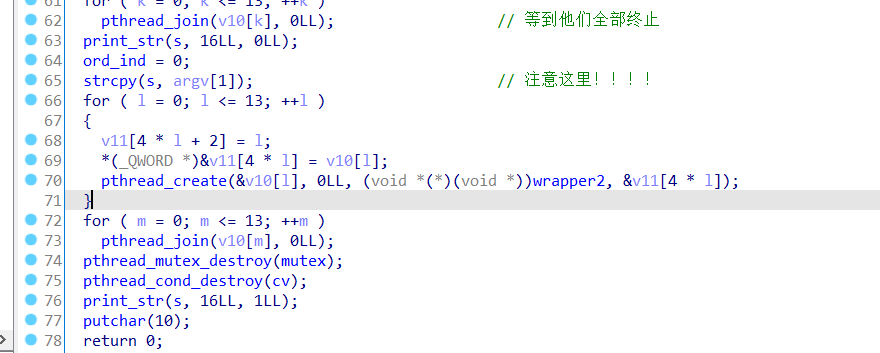 61 for ( k = 0; k <= 13; ++k )
62 pthread_join(v10[k], 0LL); // 等到他们全部终止
63 print_str(s, 16LL, 0LL);
64 ord_ind = 0;
65 strcpy(s, argv[1]); // 注意这里!!!!
66 for ( l = 0; l <= 13; ++l )
67 {
68 v11[4 * l + 2] = l;
69 *(_QWORD *)&v11[4 * l] = v10[l];
70 pthread_create(&v10[l], 0LL, (void *(*)(void *))wrapper2, &v11[4 * l]);
71 }
72 for ( m = 0; m <= 13; ++m )
73 pthread_join(v10[m], 0LL);
74 pthread_mutex_destroy(mutex);
75 pthread_cond_destroy(cv);
76 print_str(s, 16LL, 1LL);
77 putchar(10);
78 return 0;